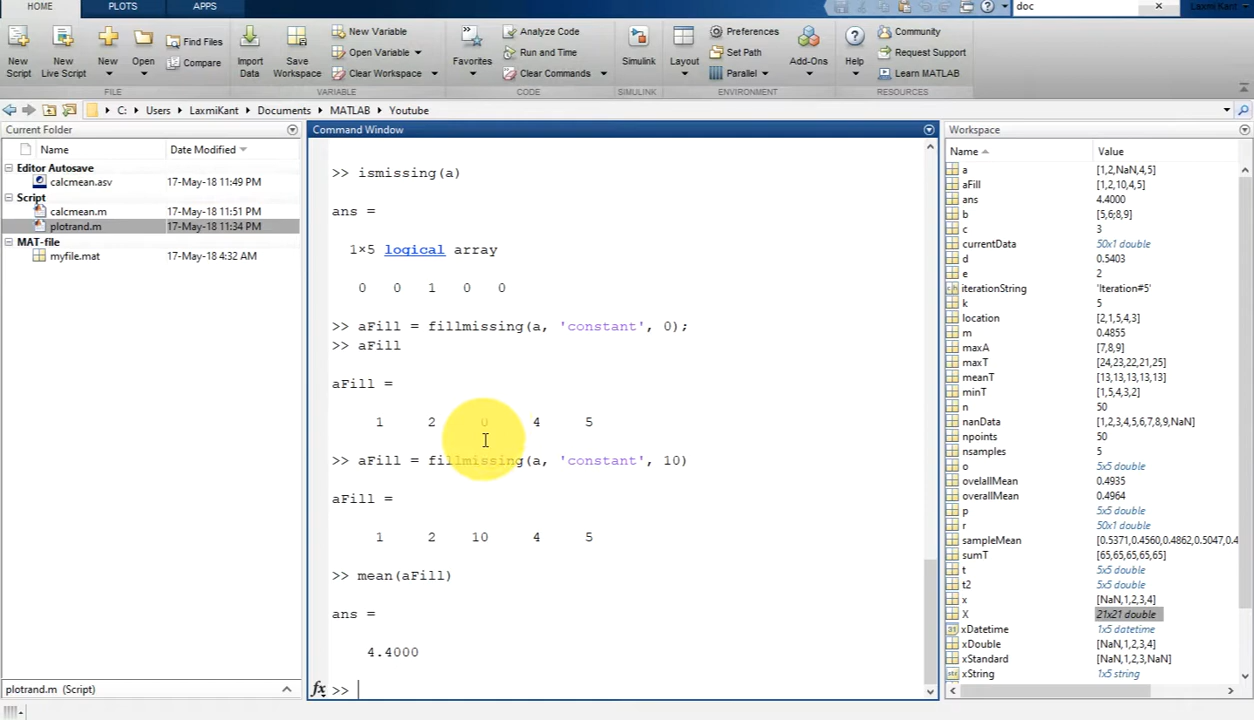 HOME PLOTS APPS doc Laxmi Kant
New Script New Live Script New Open Find Files Compare Import Data Save Workspace New Variable Open Variable Clear Workspace Favorites Analyze Code Run and Time Clear Commands Simulink Layout Preferences Set Path Parallel Add-Ons Help Community Request Support Learn MATLAB
FILE VARIABLE CODE SIMULINK ENVIRONMENT RESOURCES
C: Users LaxmiKant Documents MATLAB Youtube
Current Folder
Name Date Modified
Editor Autosave
calcmean.asv 17-May-18 11:49 PM
Script
calcmean.m 17-May-18 11:51 PM
plotrand.m 17-May-18 11:34 PM
MAT-file
myfile.mat 17-May-18 4:32 AM
plotrand.m (Script)
Command Window
>> ismissing(a)
ans =
1×5 logical array
0 0 1 0 0
>> aFill = fillmissing(a, 'constant', 0);
>> aFill
aFill =
1 2 0 4 5
>> aFill = fillmissing(a, 'constant', 10)
aFill =
1 2 10 4 5
>> mean(aFill)
ans =
4.4000
fx >>
Workspace
Name Value
a [1,2,NaN,4,5]
aFill [1,2,10,4,5]
ans 4.4000
b [5,6;8,9]
c 3
currentData 50x1 double
d 0.5403
e 2
iterationString 'Iteration#5'
k 5
location [2,1,5,4,3]
m 0.4855
maxA [7,8,9]
maxT [24,23,22,21,25]
meanT [13,13,13,13,13]
minT [1,5,4,3,2]
n 50
nanData [1,2,3,4,5,6,7,8,9,NaN]
npoints 50
nsamples 5
o 5x5 double
ovelallMean 0.4935
overallMean 0.4964
p 5x5 double
r 50x1 double
sampleMean [0.5371,0.4560,0.4862,0.5047,0.4
sumT [65,65,65,65,65]
t 5x5 double
t2 5x5 double
x [NaN,1,2,3,4]
X 21x21 double
xDatetime 1x5 datetime
xDouble [NaN,1,2,3,4]
xStandard [NaN,1,2,3,NaN]
xString 1x5 string